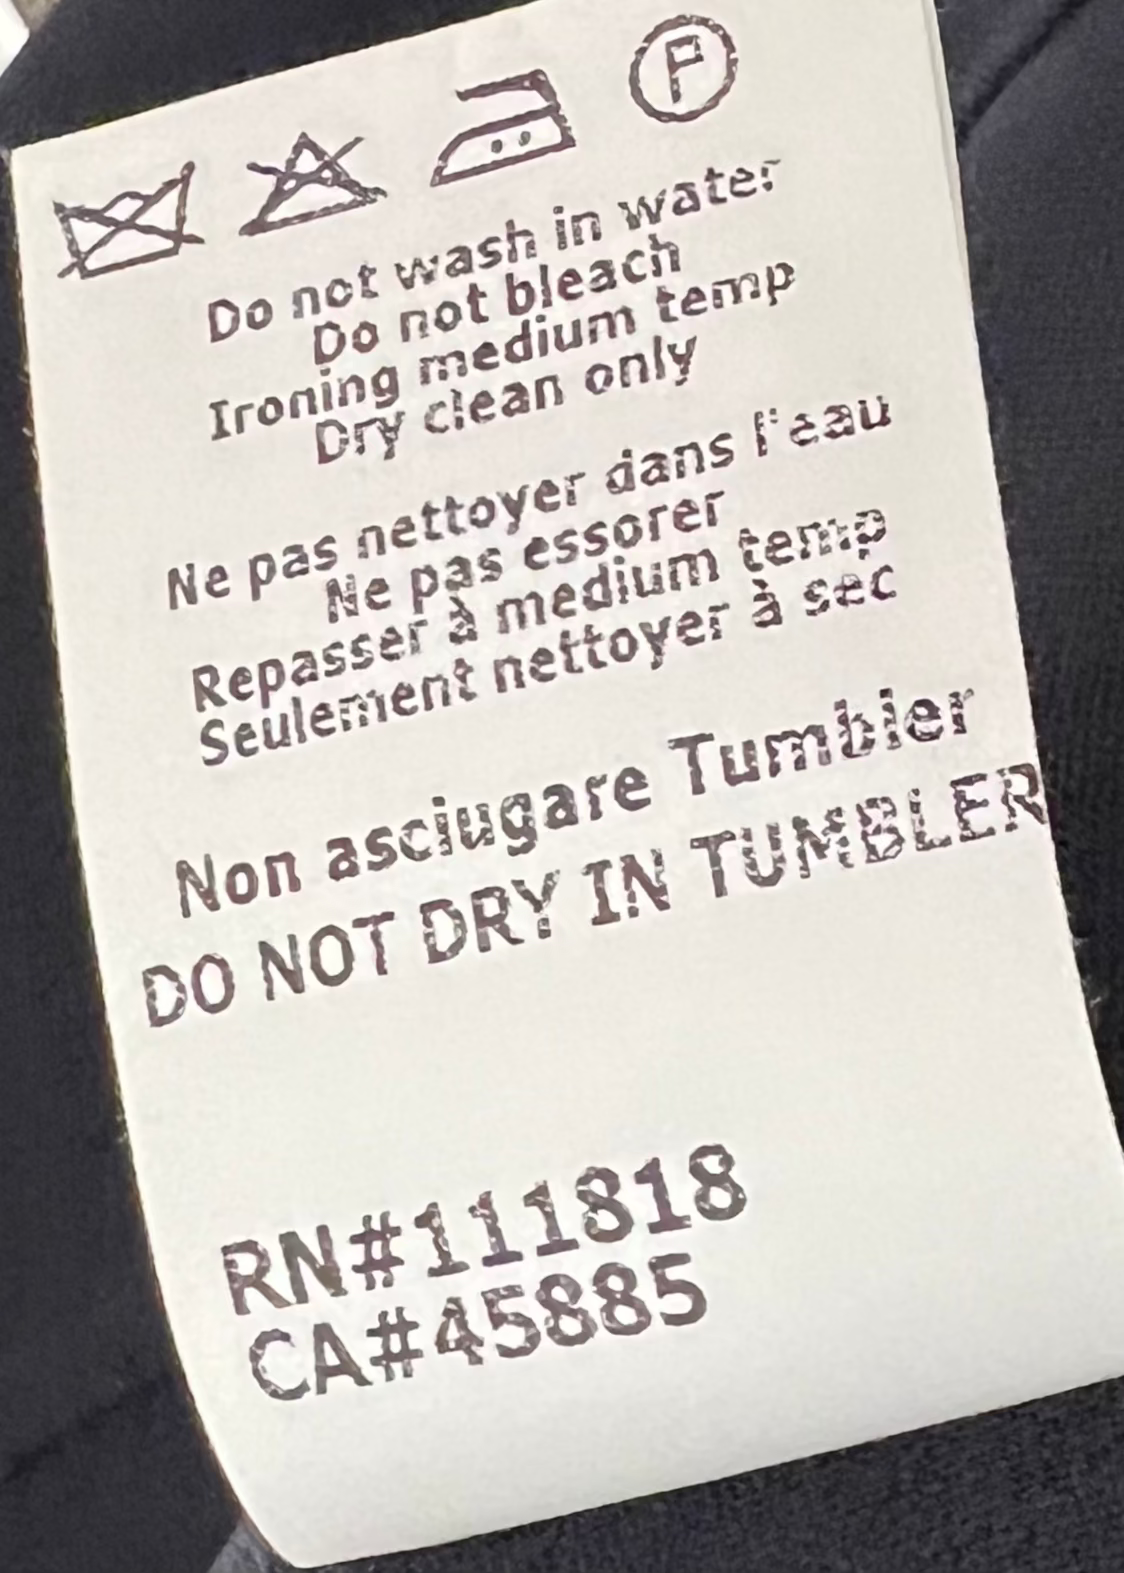 P
Do not wash in water
Do not bleach
Ironing medium temp
Dry clean only
Ne pas nettoyer dans l'eau
Ne pas essorer
Repasser à medium temp
Seulement nettoyer à sec
Non asciugare Tumbler
DO NOT DRY IN TUMBLER
RN#111818
CA#45885